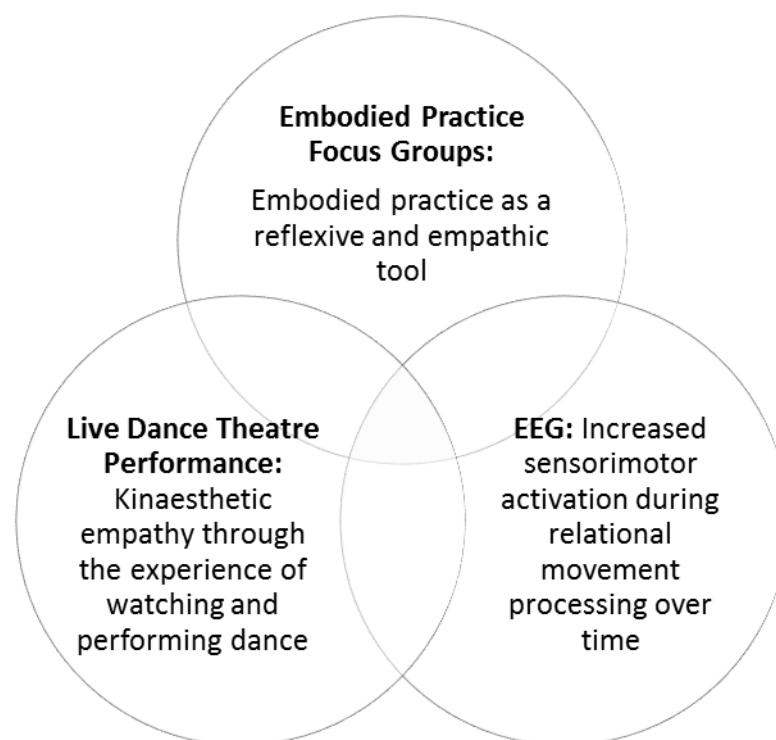 Embodied Practice
Focus Groups:
Embodied practice as a
reflexive and empathic
tool
Live Dance Theatre
Performance:
Kinaesthetic
empathy through
the experience of
watching and
performing dance
EEG: Increased
sensorimotor
activation during
relational
movement
processing over
time